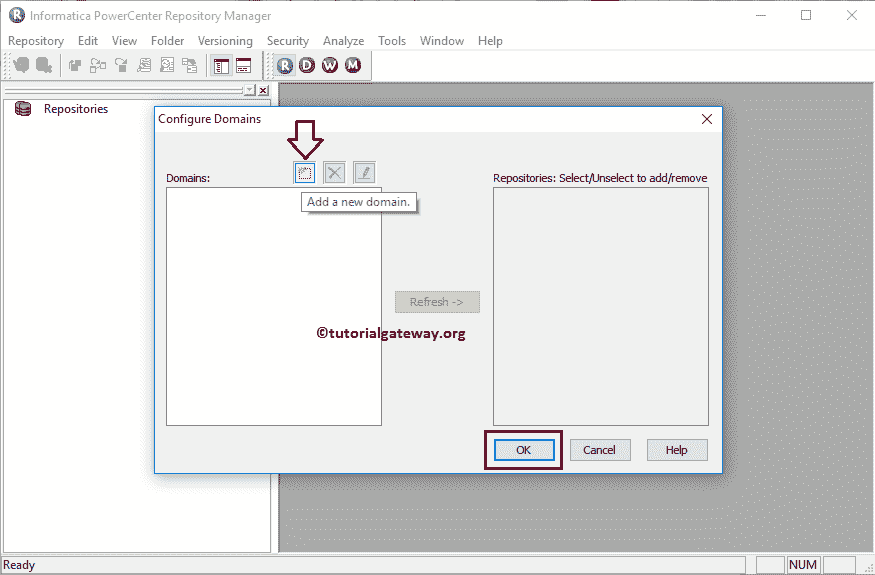 Informatica PowerCenter Repository Manager
Repository Edit View Folder Versioning Security Analyze Tools Window Help
R D W M
Repositories
Configure Domains
Domains:
Repositories: Select/Unselect to add/remove
Add a new domain.
Refresh ->
©tutorialgateway.org
OK Cancel Help
Ready
NUM